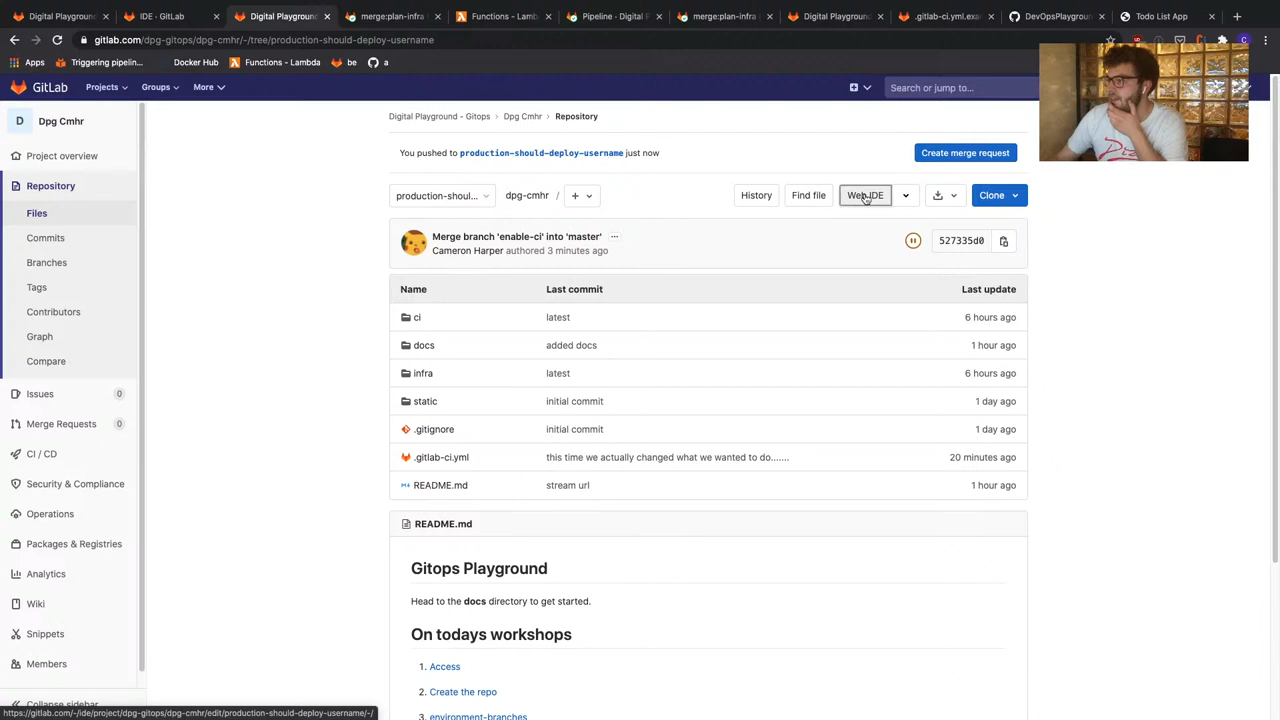 Digital Playground
IDE · GitLab
Digital Playground
merge:plan-infra (
Functions - Lamb
Pipeline · Digital P
merge:plan-infra (
Digital Playground
.gitlab-ci.yml.exa
DevOpsPlaygroun
Todo List App
gitlab.com/dpg-gitops/dpg-cmhr/-/tree/production-should-deploy-username
Apps
Triggering pipelin...
Docker Hub
Functions - Lambda
be
a
GitLab
Projects
Groups
More
Search or jump to...
D
Dpg Cmhr
Project overview
Repository
Files
Commits
Branches
Tags
Contributors
Graph
Compare
Issues 0
Merge Requests 0
CI / CD
Security & Compliance
Operations
Packages & Registries
Analytics
Wiki
Snippets
Members
Collapse sidebar
Digital Playground - Gitops > Dpg Cmhr > Repository
You pushed to production-should-deploy-username just now
Create merge request
production-shoul...
dpg-cmhr / +
History
Find file
Web IDE
Clone
Merge branch 'enable-ci' into 'master' ...
Cameron Harper authored 3 minutes ago
527335d0
Name Last commit Last update
ci latest 6 hours ago
docs added docs 1 hour ago
infra latest 6 hours ago
static initial commit 1 day ago
.gitignore initial commit 1 day ago
.gitlab-ci.yml this time we actually changed what we wanted to do....... 20 minutes ago
README.md stream url 1 hour ago
README.md
Gitops Playground
Head to the docs directory to get started.
On todays workshops
1. Access
2. Create the repo
3. environment-branches
https://gitlab.com/-/ide/project/dpg-gitops/dpg-cmhr/edit/production-should-deploy-username/-/